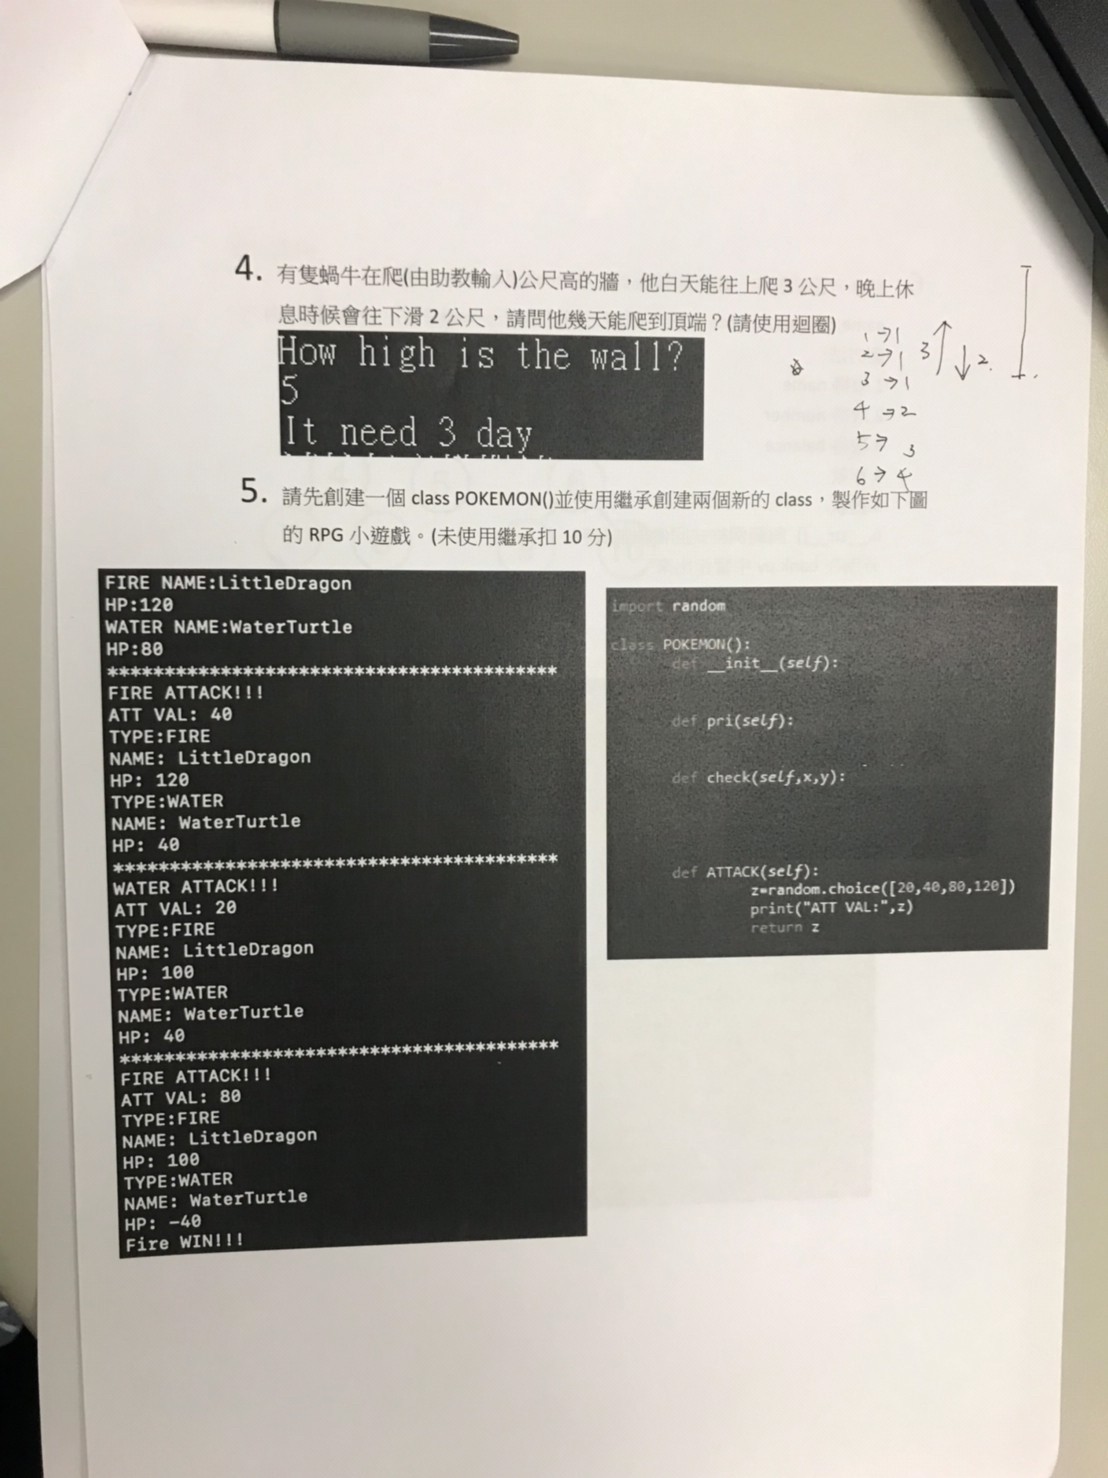 4. 有隻蝸牛在爬(由助教輸入)公尺高的牆，他白天能往上爬 3 公尺，晚上休
息時候會往下滑 2 公尺，請問他幾天能爬到頂端？(請使用迴圈)
How high is the wall?
5
It need 3 day
1→1
2→1
3→1
4→2
5→3
6→4
3
2.
5. 請先創建一個 class POKEMON()並使用繼承創建兩個新的 class，製作如下圖
的 RPG 小遊戲。(未使用繼承扣 10 分)
FIRE NAME:LittleDragon
HP:120
WATER NAME:WaterTurtle
HP:80
****************************************
FIRE ATTACK!!!
ATT VAL: 40
TYPE:FIRE
NAME: LittleDragon
HP: 120
TYPE:WATER
NAME: WaterTurtle
HP: 40
****************************************
WATER ATTACK!!!
ATT VAL: 20
TYPE:FIRE
NAME: LittleDragon
HP: 100
TYPE:WATER
NAME: WaterTurtle
HP: 40
****************************************
FIRE ATTACK!!!
ATT VAL: 80
TYPE:FIRE
NAME: LittleDragon
HP: 100
TYPE:WATER
NAME: WaterTurtle
HP: -40
Fire WIN!!!
import random
class POKEMON():
def __init__(self):
def pri(self):
def check(self,x,y):
def ATTACK(self):
z=random.choice([20,40,80,120])
print("ATT VAL:",z)
return z